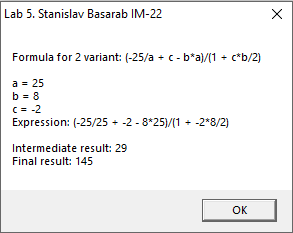 Lab 5. Stanislav Basarab IM-22
Formula for 2 variant: (-25/a + c - b*a)/(1 + c*b/2)
a = 25
b = 8
c = -2
Expression: (-25/25 + -2 - 8*25)/(1 + -2*8/2)
Intermediate result: 29
Final result: 145
OK